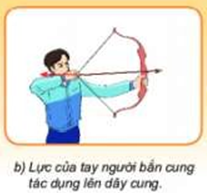 b) Lực của tay người bắn cung
tác dụng lên dây cung.